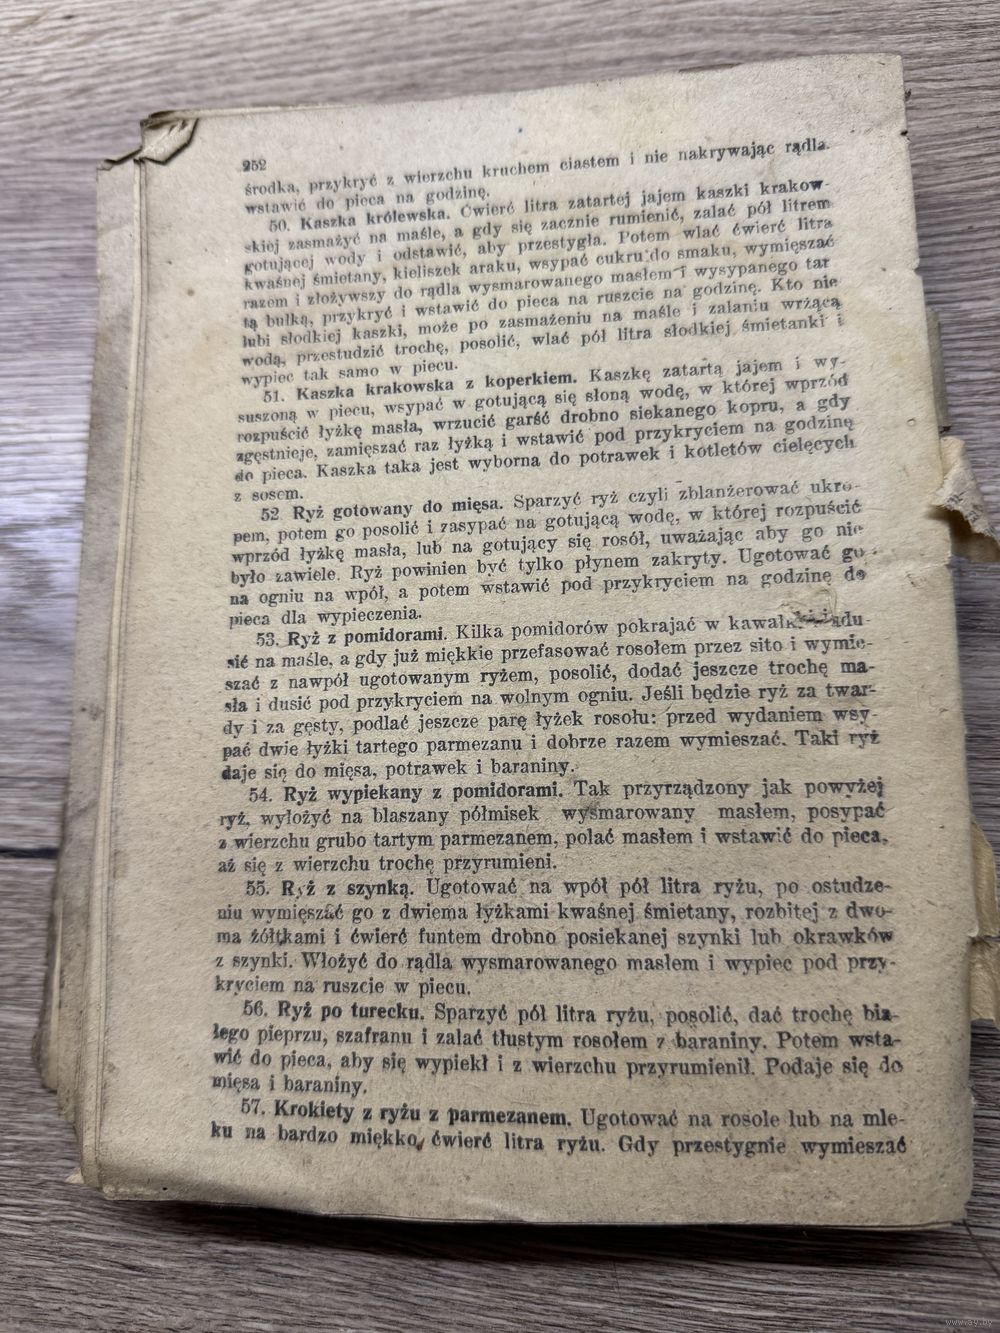 252
środka, przykryć z wierzchu kruchem ciastem i nie nakrywając rądla
wstawić do pieca na godzinę.
50. Kaszka królewska. Ćwierć litra zatartej jajem kaszki krakow-
skiej zasmażyć na maśle, a gdy się zacznie rumienić, zalać pół litrem
gotującej wody i odstawić, aby przestygła. Potem wlać ćwierć litra
kwaśnej śmietany, kieliszek araku, wsypać cukru do smaku, wymięszać
razem i złożywszy do rądla wysmarowanego masłem i wysypanego tar
tą bułką, przykryć i wstawić do pieca na ruszcie na godzinę. Kto nie
lubi słodkiej kaszki, może po zasmażeniu na maśle i zalaniu wrżącą
wodą, przestudzić trochę, posolić, wlać pół litra słodkiej śmietanki i
wypiec tak samo w piecu.
51. Kaszka krakowska z koperkiem. Kaszkę zatartą jajem i wy-
suszoną w piecu, wsypać w gotującą się słoną wodę, w której wprzód
rozpuścić łyżkę masła, wrzucić garść drobno siekanego kopru, a gdy
zgęstnieje, zamięszać raz łyżką i wstawić pod przykryciem na godzinę
do pieca. Kaszka taka jest wyborna do potrawek i kotletów cielęcych
z sosem.
52 Ryż gotowany do mięsa. Sparzyć ryż czyli zblanżerować ukro-
pem, potem go posolić i zasypać na gotującą wodę, w której rozpuścić
wprzód łyżkę masła, lub na gotujący się rosół, uważając aby go nie
było zawiele. Ryż powinien być tylko płynem zakryty. Ugotować go
na ogniu na wpół, a potem wstawić pod przykryciem na godzinę do
pieca dla wypieczenia.
53. Ryż z pomidorami. Kilka pomidorów pokrajać w kawałki i udu-
sić na maśle, a gdy już miękkie przefasować rosołem przez sito i wymie-
szać z nawpół ugotowanym ryżem, posolić, dodać jeszcze trochę ma-
sła i dusić pod przykryciem na wolnym ogniu. Jeśli będzie ryż za twar-
dy i za gęsty, podlać jeszcze parę łyżek rosołu: przed wydaniem wsy-
pać dwie łyżki tartego parmezanu i dobrze razem wymieszać. Taki ryż
daje się do mięsa, potrawek i baraniny.
54. Ryż wypiekany z pomidorami. Tak przyrządzony jak powyżej
ryż, wyłożyć na blaszany półmisek wysmarowany masłem, posypać
z wierzchu grubo tartym parmezanem, polać masłem i wstawić do pieca,
aż się z wierzchu trochę przyrumieni.
55. Ryż z szynką. Ugotować na wpół pół litra ryżu, po ostudze-
niu wymięszać go z dwiema łyżkami kwaśnej śmietany, rozbitej z dwo-
ma żółtkami i ćwierć funtem drobno posiekanej szynki lub okrawków
z szynki. Włożyć do rądla wysmarowanego masłem i wypiec pod przy-
kryciem na ruszcie w piecu.
56. Ryż po turecku. Sparzyć pół litra ryżu, posolić, dać trochę bia-
łego pieprzu, szafranu i zalać tłustym rosołem z baraniny. Potem wsta-
wić do pieca, aby się wypiekł i z wierzchu przyrumienił. Podaje się do
mięsa i baraniny.
57. Krokiety z ryżu z parmezanem. Ugotować na rosole lub na mle-
ku na bardzo miękko, ćwierć litra ryżu. Gdy przestygnie wymieszać
www.ay.by